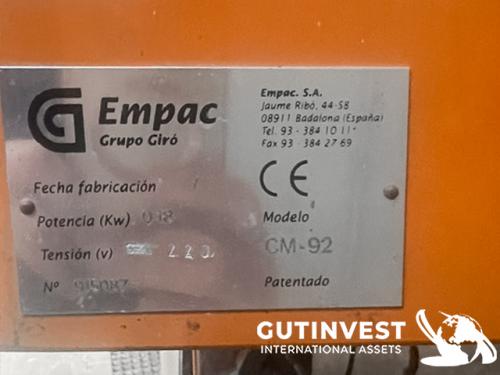 Empac
Grupo Giró
Empac. S.A.
Jaume Ribó, 44-58
08911 Badalona (España)
Tel. 93 - 384 10 11
Fax 93 - 384 27 69
CE
Fecha fabricación
Potencia (Kw)
Modelo
Tensión (v) 220
CM-92
Nº
Patentado
GUTINVEST
INTERNATIONAL ASSETS